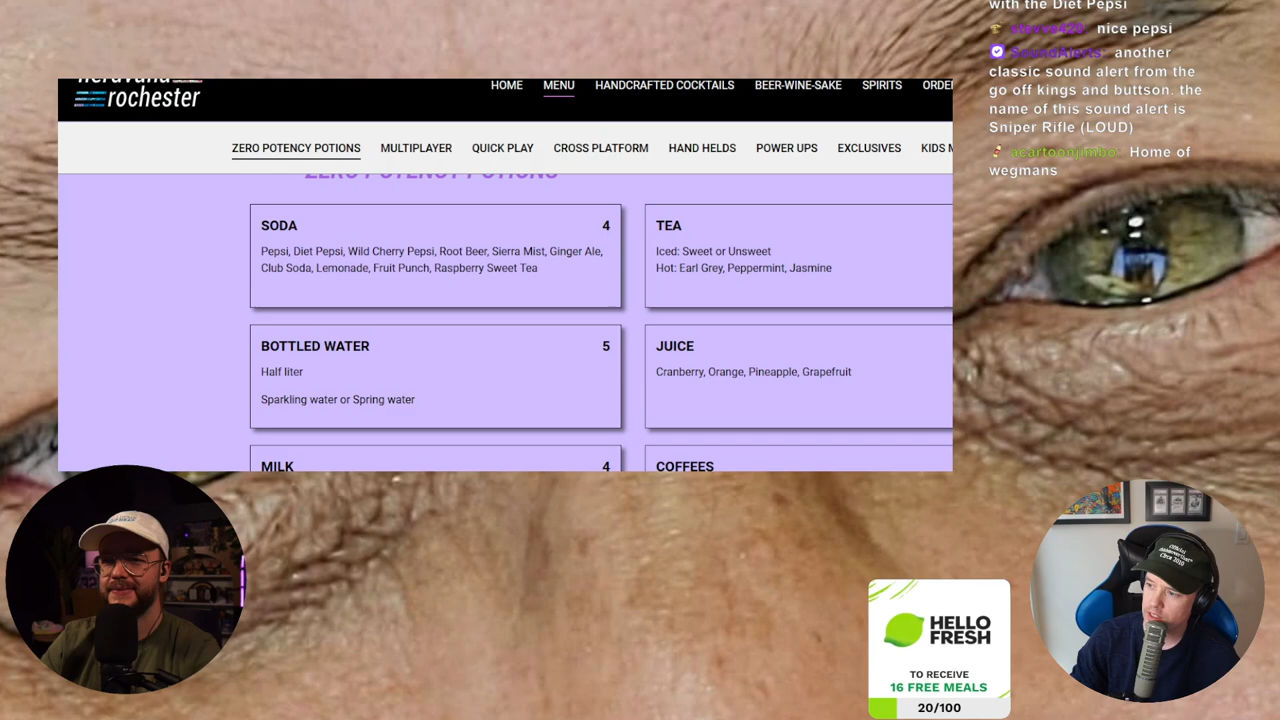 with the Diet Pepsi
nice pepsi
SoundAlerts: another
classic sound alert from the
go off kings and buttson. the
name of this sound alert is
Sniper Rifle (LOUD)
acartoonjimbo: Home of
wegmans
rochester
HOME MENU HANDCRAFTED COCKTAILS BEER-WINE-SAKE SPIRITS
ZERO POTENCY POTIONS MULTIPLAYER QUICK PLAY CROSS PLATFORM HAND HELDS POWER UPS EXCLUSIVES KIDS
ZERO POTENCY POTIONS
SODA 4
Pepsi, Diet Pepsi, Wild Cherry Pepsi, Root Beer, Sierra Mist, Ginger Ale,
Club Soda, Lemonade, Fruit Punch, Raspberry Sweet Tea
TEA
Iced: Sweet or Unsweet
Hot: Earl Grey, Peppermint, Jasmine
BOTTLED WATER 5
Half liter
Sparkling water or Spring water
JUICE
Cranberry, Orange, Pineapple, Grapefruit
MILK 4
COFFEES
HELLO
FRESH
TO RECEIVE
16 FREE MEALS
20/100